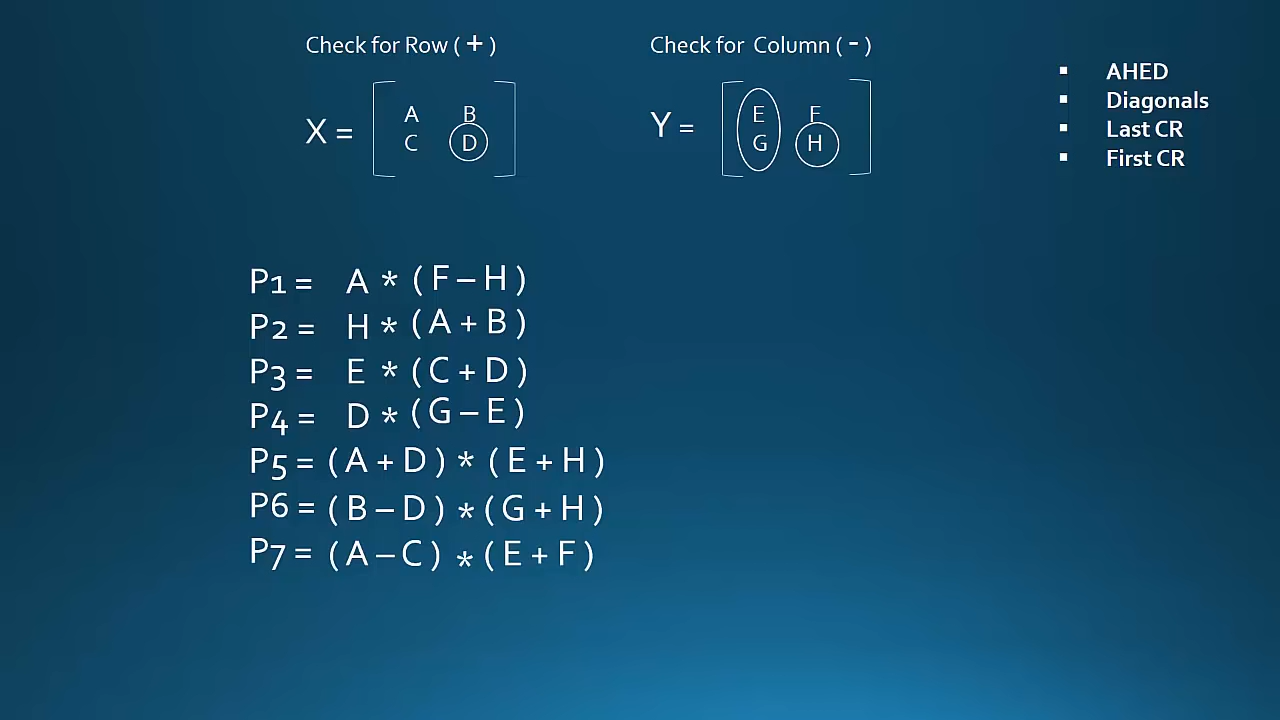 Check for Row ( + )
X =
A B
C D
Check for Column ( - )
Y =
E F
G H
▪ AHED
▪ Diagonals
▪ Last CR
▪ First CR
P1 = A * ( F – H )
P2 = H * ( A + B )
P3 = E * ( C + D )
P4 = D * ( G – E )
P5 = ( A + D ) * ( E + H )
P6 = ( B – D ) * ( G + H )
P7 = ( A – C ) * ( E + F )